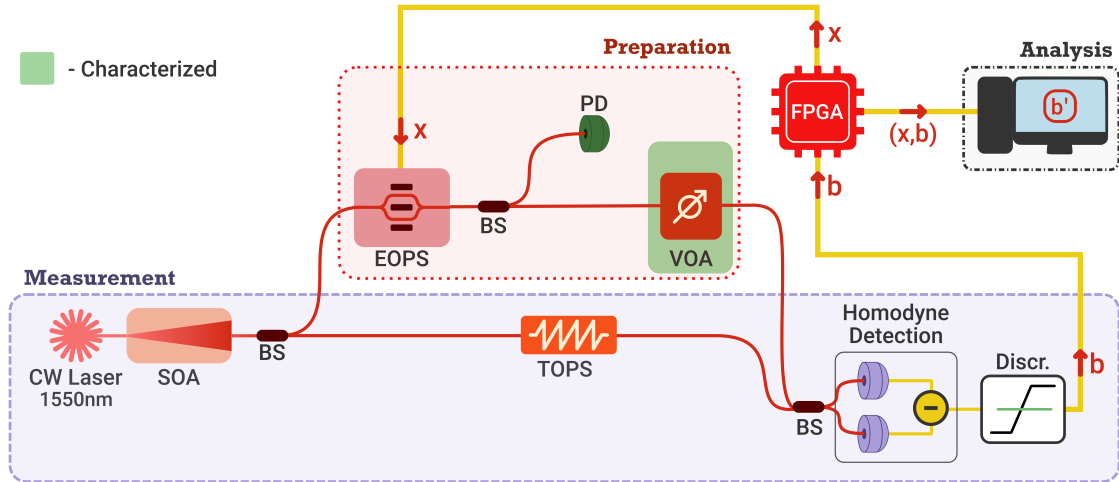 x
Preparation
Analysis
- Characterized
PD
FPGA
b'
x
(x,b)
b
BS
EOPS
VOA
Measurement
Homodyne
Detection
BS
CW Laser
1550nm
SOA
TOPS
Discr.
b
BS